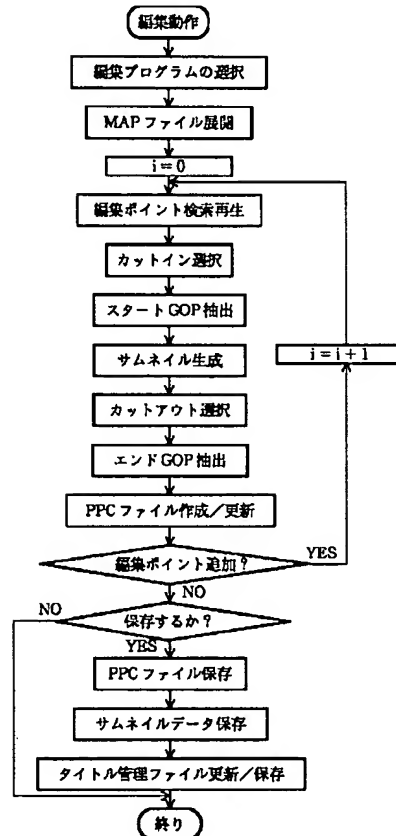 編集動作
編集プログラムの選択
MAPファイル展開
i=0
編集ポイント検索再生
カットイン選択
スタートGOP抽出
サムネイル生成
i=i+1
カットアウト選択
エンドGOP抽出
PPCファイル作成/更新
編集ポイント追加?
YES
NO
NO
保存するか?
YES
PPCファイル保存
サムネイルデータ保存
タイトル管理ファイル更新/保存
終り